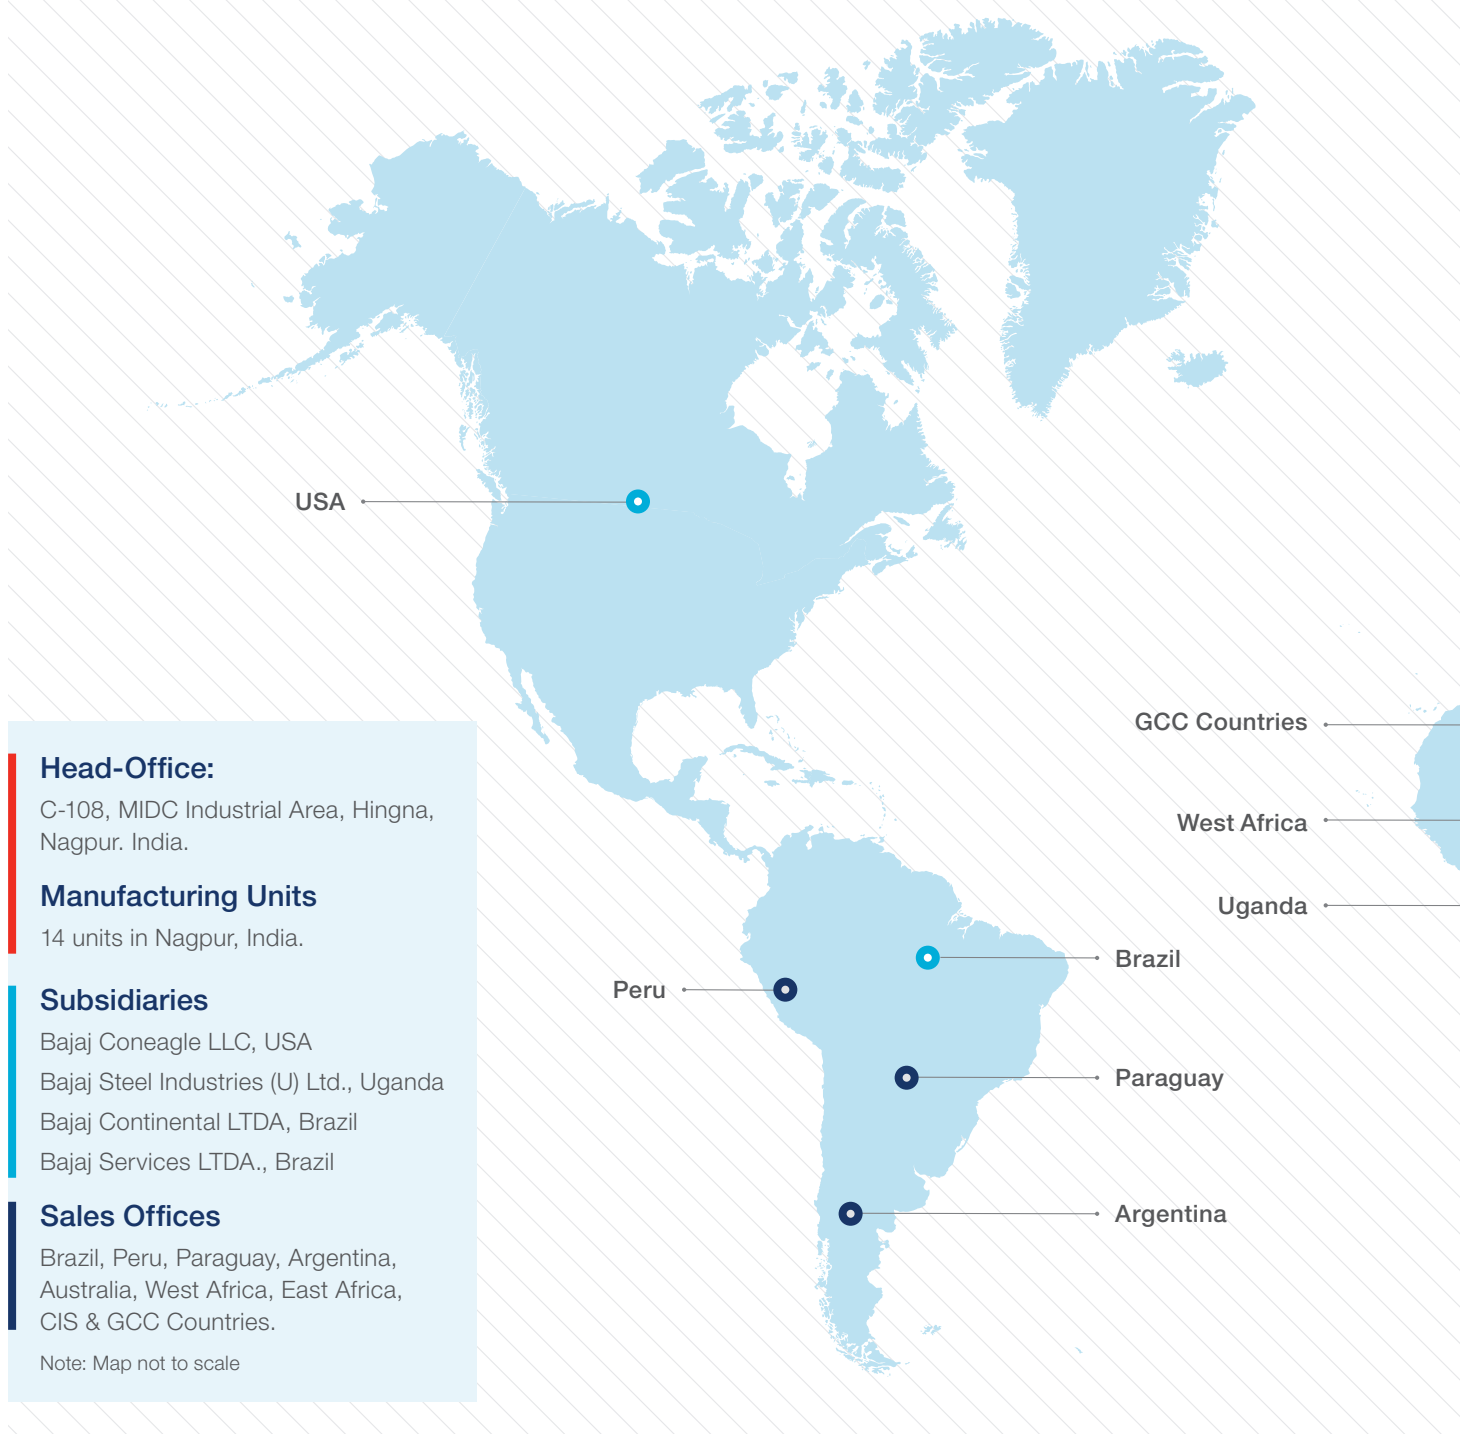 USA
GCC Countries
West Africa
Uganda
Brazil
Peru
Paraguay
Argentina
Head-Office:
C-108, MIDC Industrial Area, Hingna,
Nagpur. India.
Manufacturing Units
14 units in Nagpur, India.
Subsidiaries
Bajaj Coneagle LLC, USA
Bajaj Steel Industries (U) Ltd., Uganda
Bajaj Continental LTDA, Brazil
Bajaj Services LTDA., Brazil
Sales Offices
Brazil, Peru, Paraguay, Argentina,
Australia, West Africa, East Africa,
CIS & GCC Countries.
Note: Map not to scale